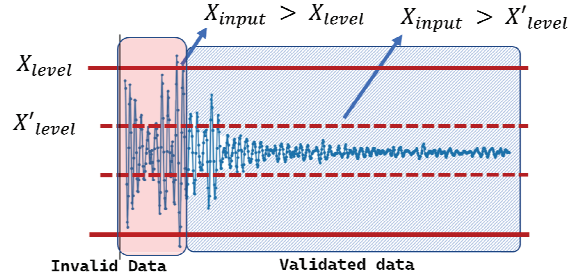 X_input > X_level
X_input > X'_level
X_level
X'_level
Invalid Data
Validated data